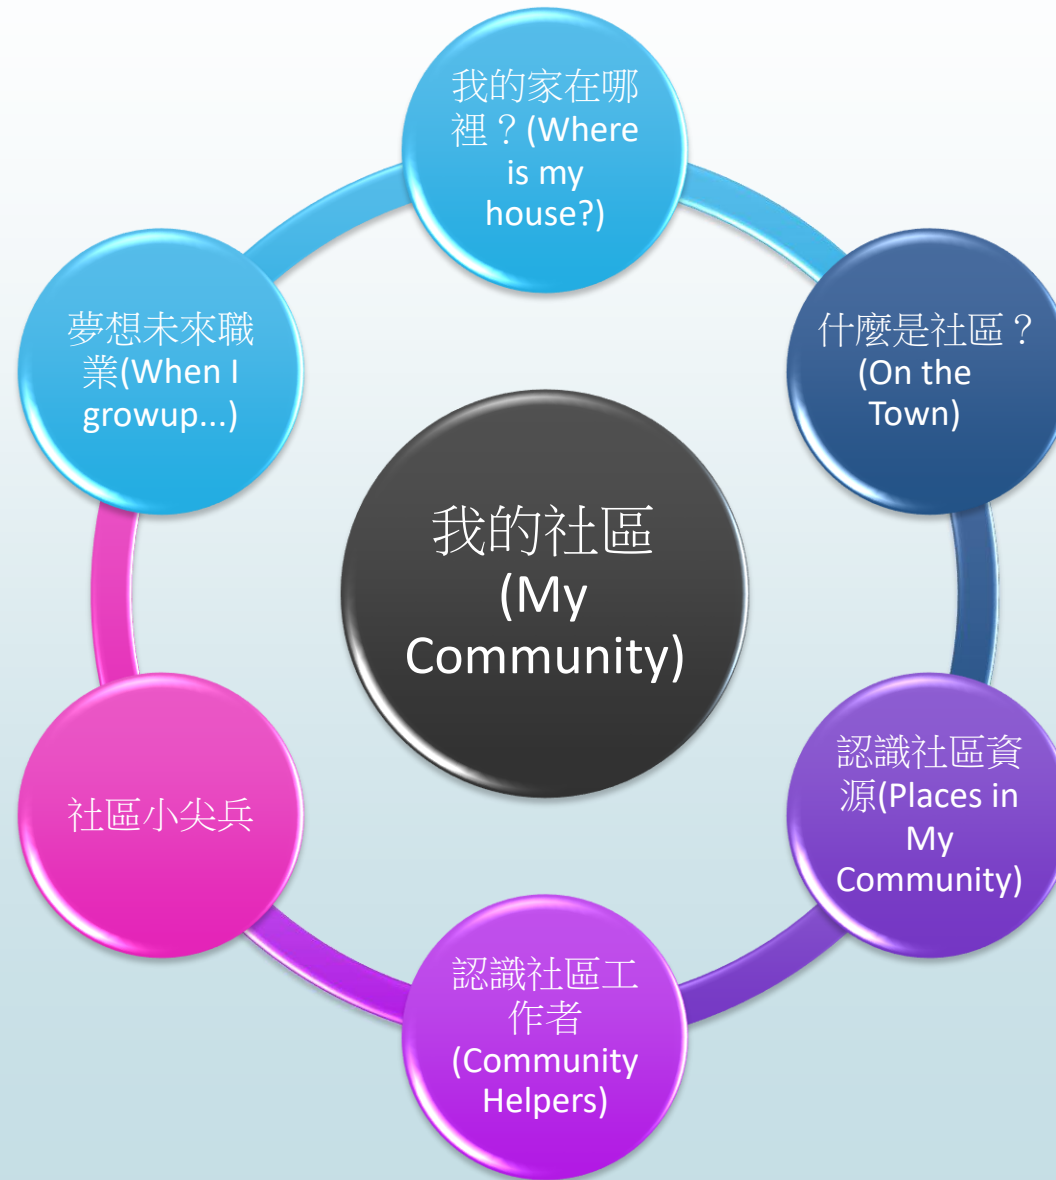 我的家在哪
裡？(Where
is my
house?)
什麼是社區？
(On the
Town)
認識社區資
源(Places in
My
Community)
認識社區工
作者
(Community
Helpers)
社區小尖兵
夢想未來職
業(When I
growup...)
我的社區
(My
Community)